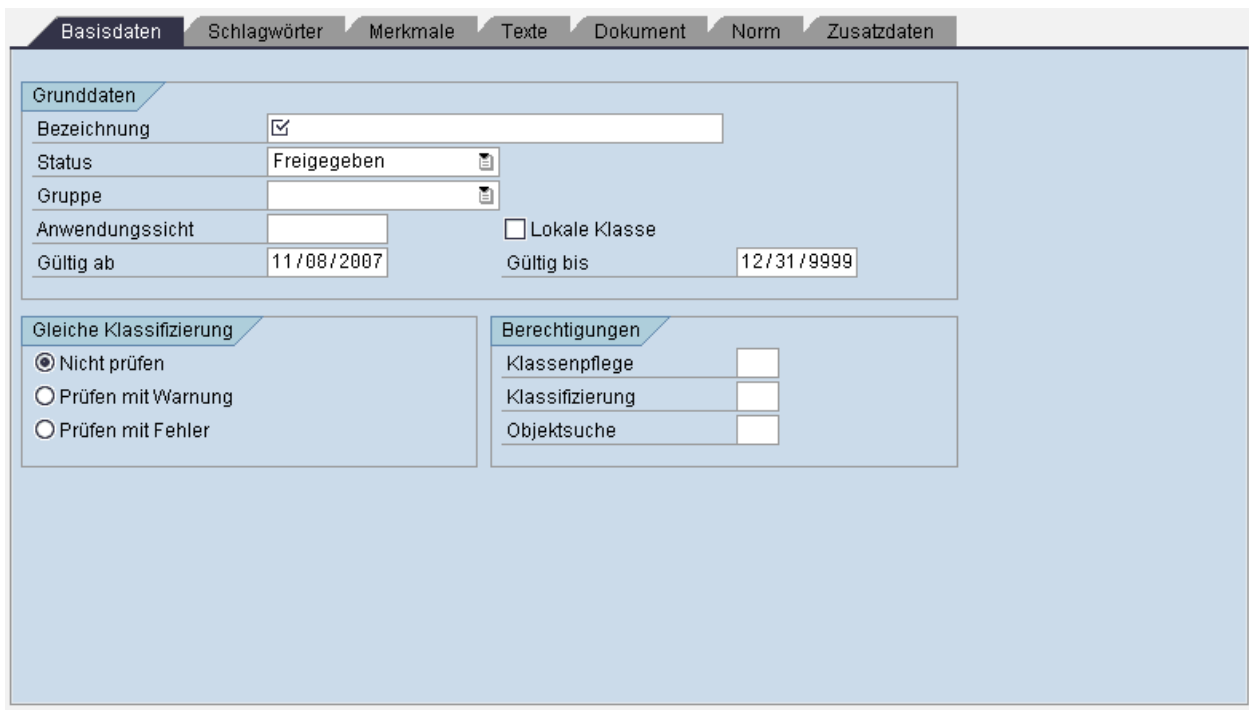 Basisdaten Schlagwörter Merkmale Texte Dokument Norm Zusatzdaten
Grunddaten
Bezeichnung
Status Freigegeben
Gruppe
Anwendungssicht Lokale Klasse
Gültig ab 11/08/2007 Gültig bis 12/31/9999
Gleiche Klassifizierung Berechtigungen
Nicht prüfen Klassenpflege
Prüfen mit Warnung Klassifizierung
Prüfen mit Fehler Objektsuche